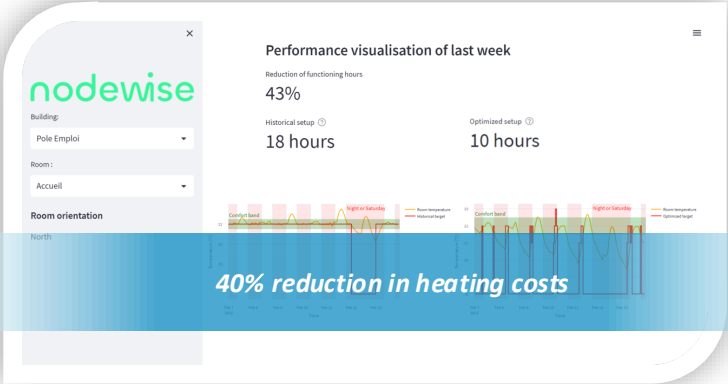 ×
nodewise
Building:
Pole Emploi
Room :
Accueil
Room orientation
North
Performance visualisation of last week
Reduction of functioning hours
43%
Historical setup
18 hours
Optimized setup
10 hours
Comfort band
Night or Saturday
Room temperature
Historical target
Comfort band
Night or Saturday
Room temperature
Optimized target
40% reduction in heating costs
Time
Time